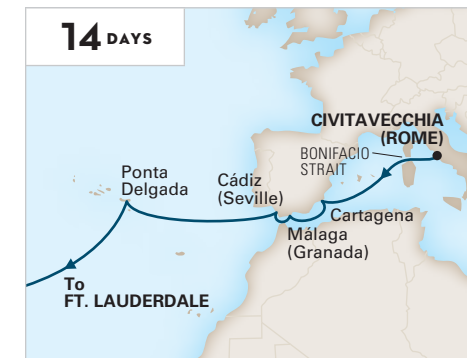 14 DAYS
CIVITAVECCHIA
(ROME)
BONIFACIO
STRAIT
Ponta
Delgada
Cádiz
(Seville)
Cartagena
Málaga
(Granada)
To
FT. LAUDERDALE